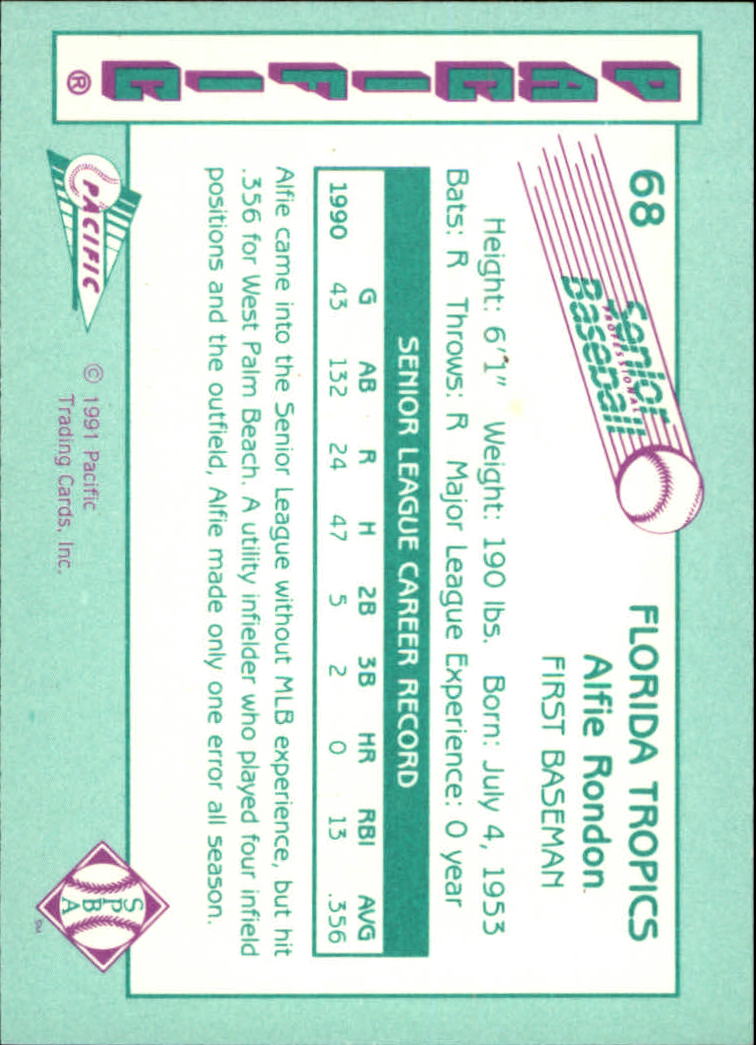 PACIFIC®
68
Senior
PROFESSIONAL
Baseball
FLORIDA TROPICS
Alfie Rondon
FIRST BASEMAN
Height: 6'1" Weight: 190 lbs. Born: July 4, 1953
Bats: R Throws: R Major League Experience: 0 year
SENIOR LEAGUE CAREER RECORD
G AB R H 2B 3B HR RBI AVG
1990 43 132 24 47 5 2 0 13 .356
Alfie came into the Senior League without MLB experience, but hit
.356 for West Palm Beach. A utility infielder who played four infield
positions and the outfield, Alfie made only one error all season.
PACIFIC
© 1991 Pacific
Trading Cards, Inc.
SPBA
SM